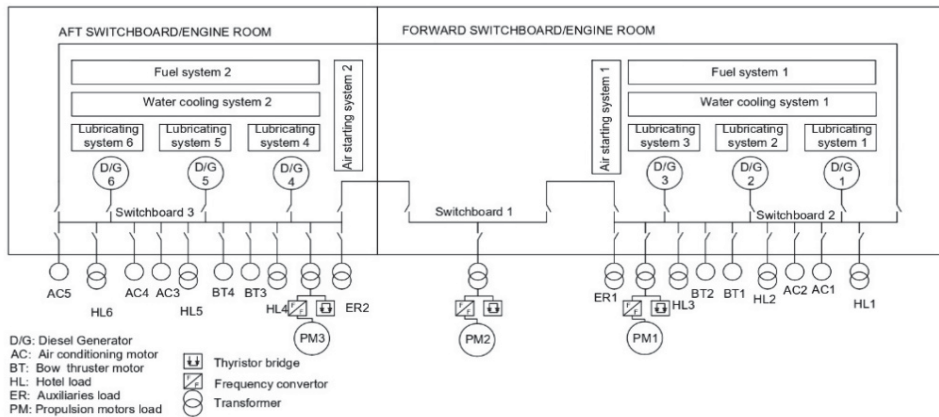 AFT SWITCHBOARD/ENGINE ROOM
FORWARD SWITCHBOARD/ENGINE ROOM
Fuel system 2
Water cooling system 2
Lubricating system 6
Lubricating system 5
Lubricating system 4
Air starting system 2
D/G 6
D/G 5
D/G 4
Switchboard 3
Air starting system 1
Fuel system 1
Water cooling system 1
Lubricating system 3
Lubricating system 2
Lubricating system 1
D/G 3
D/G 2
D/G 1
Switchboard 1
Switchboard 2
AC5
HL6
AC4
AC3
HL5
BT4
BT3
HL4
ER2
PM3
F
F
PM2
F
F
ER1
PM1
F
F
HL3
BT2
BT1
HL2
AC2
AC1
HL1
D/G: Diesel Generator
AC: Air conditioning motor
BT: Bow thruster motor
HL: Hotel load
ER: Auxiliaries load
PM: Propulsion motors load
Thyristor bridge
F
F
Frequency convertor
Transformer